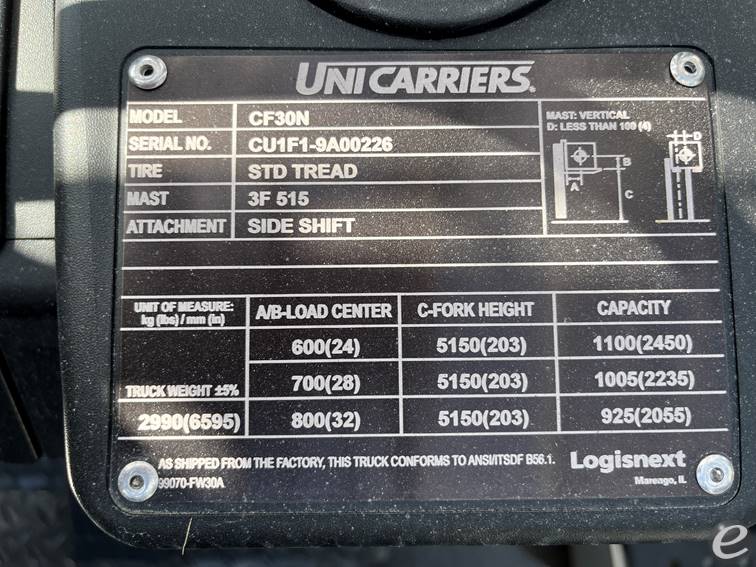 UNICARRIERS®
MODEL CF30N
SERIAL NO. CU1F1-9A00226
TIRE STD TREAD
MAST 3F 515
ATTACHMENT SIDE SHIFT
MAST: VERTICAL
D: LESS THAN 100 (4)
A
B
C
D
UNIT OF MEASURE:
kg (lbs) / mm (in)
A/B-LOAD CENTER C-FORK HEIGHT CAPACITY
600(24) 5150(203) 1100(2450)
TRUCK WEIGHT ±5% 700(28) 5150(203) 1005(2235)
2990(6595) 800(32) 5150(203) 925(2055)
AS SHIPPED FROM THE FACTORY, THIS TRUCK CONFORMS TO ANSI/ITSDF B56.1.
99070-FW30A
Logisnext
Marengo, IL
e